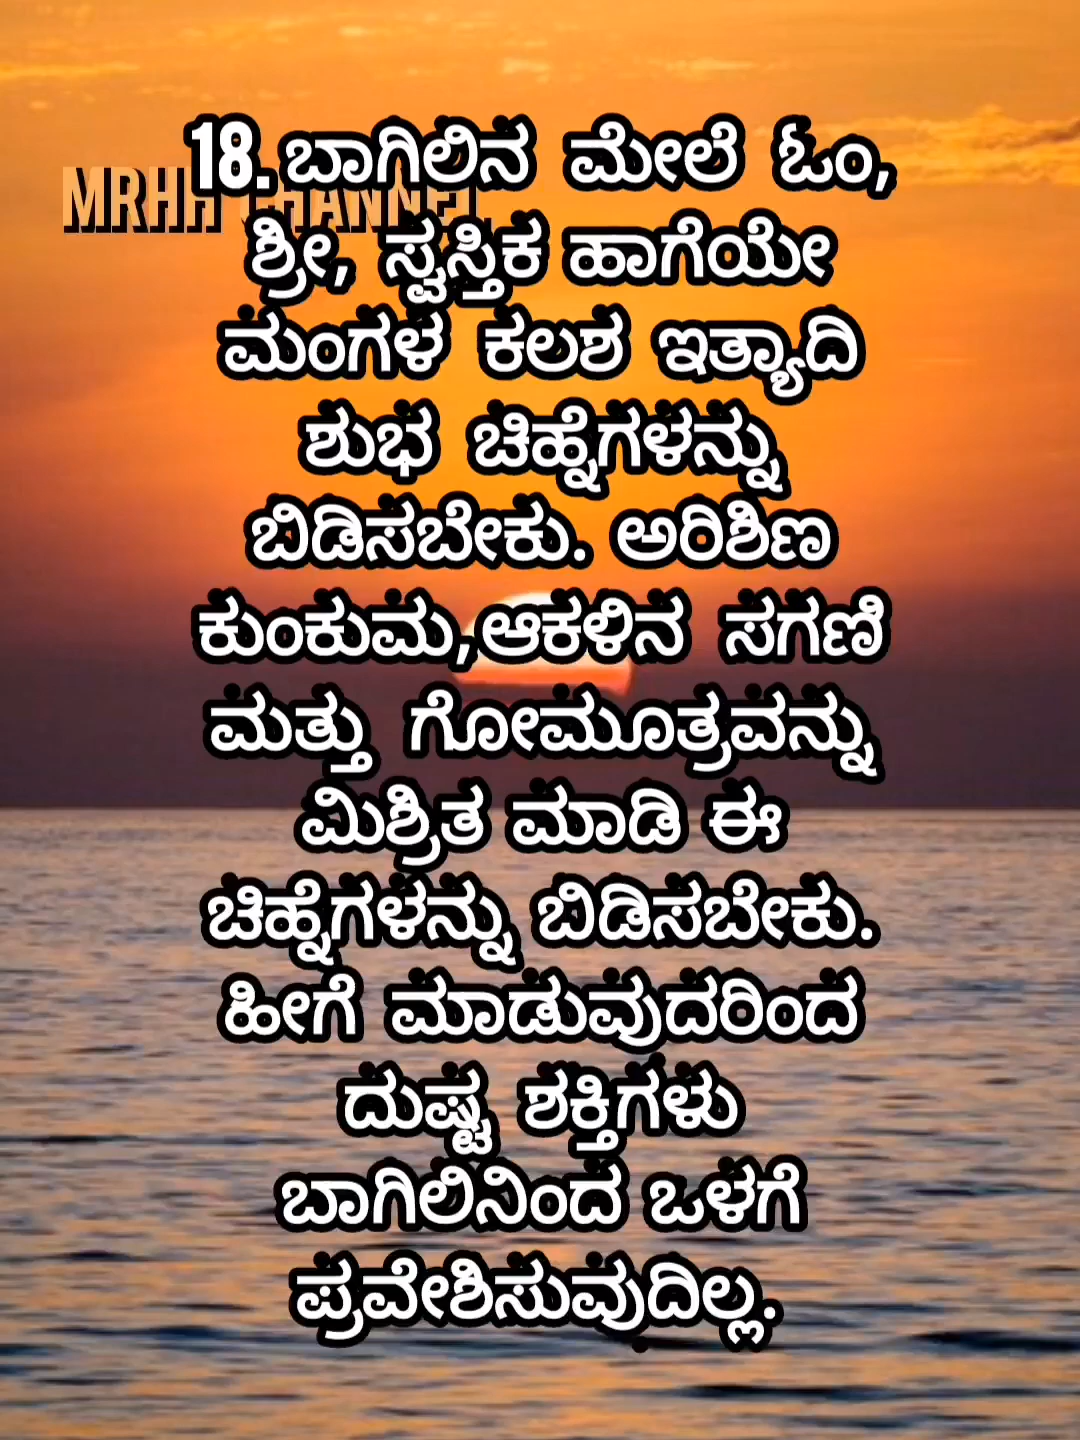 MRHH CHANNEL
18. ಬಾಗಿಲಿನ ಮೇಲೆ ಓಂ,
ಶ್ರೀ, ಸ್ವಸ್ತಿಕ ಹಾಗೆಯೇ
ಮಂಗಳ ಕಲಶ ಇತ್ಯಾದಿ
ಶುಭ ಚಿಹ್ನೆಗಳನ್ನು
ಬಿಡಿಸಬೇಕು. ಅರಿಶಿಣ
ಕುಂಕುಮ,ಆಕಳಿನ ಸಗಣಿ
ಮತ್ತು ಗೋಮೂತ್ರವನ್ನು
ಮಿಶ್ರಿತ ಮಾಡಿ ಈ
ಚಿಹ್ನೆಗಳನ್ನು ಬಿಡಿಸಬೇಕು.
ಹೀಗೆ ಮಾಡುವುದರಿಂದ
ದುಷ್ಟ ಶಕ್ತಿಗಳು
ಬಾಗಿಲಿನಿಂದ ಒಳಗೆ
ಪ್ರವೇಶಿಸುವುದಿಲ್ಲ.